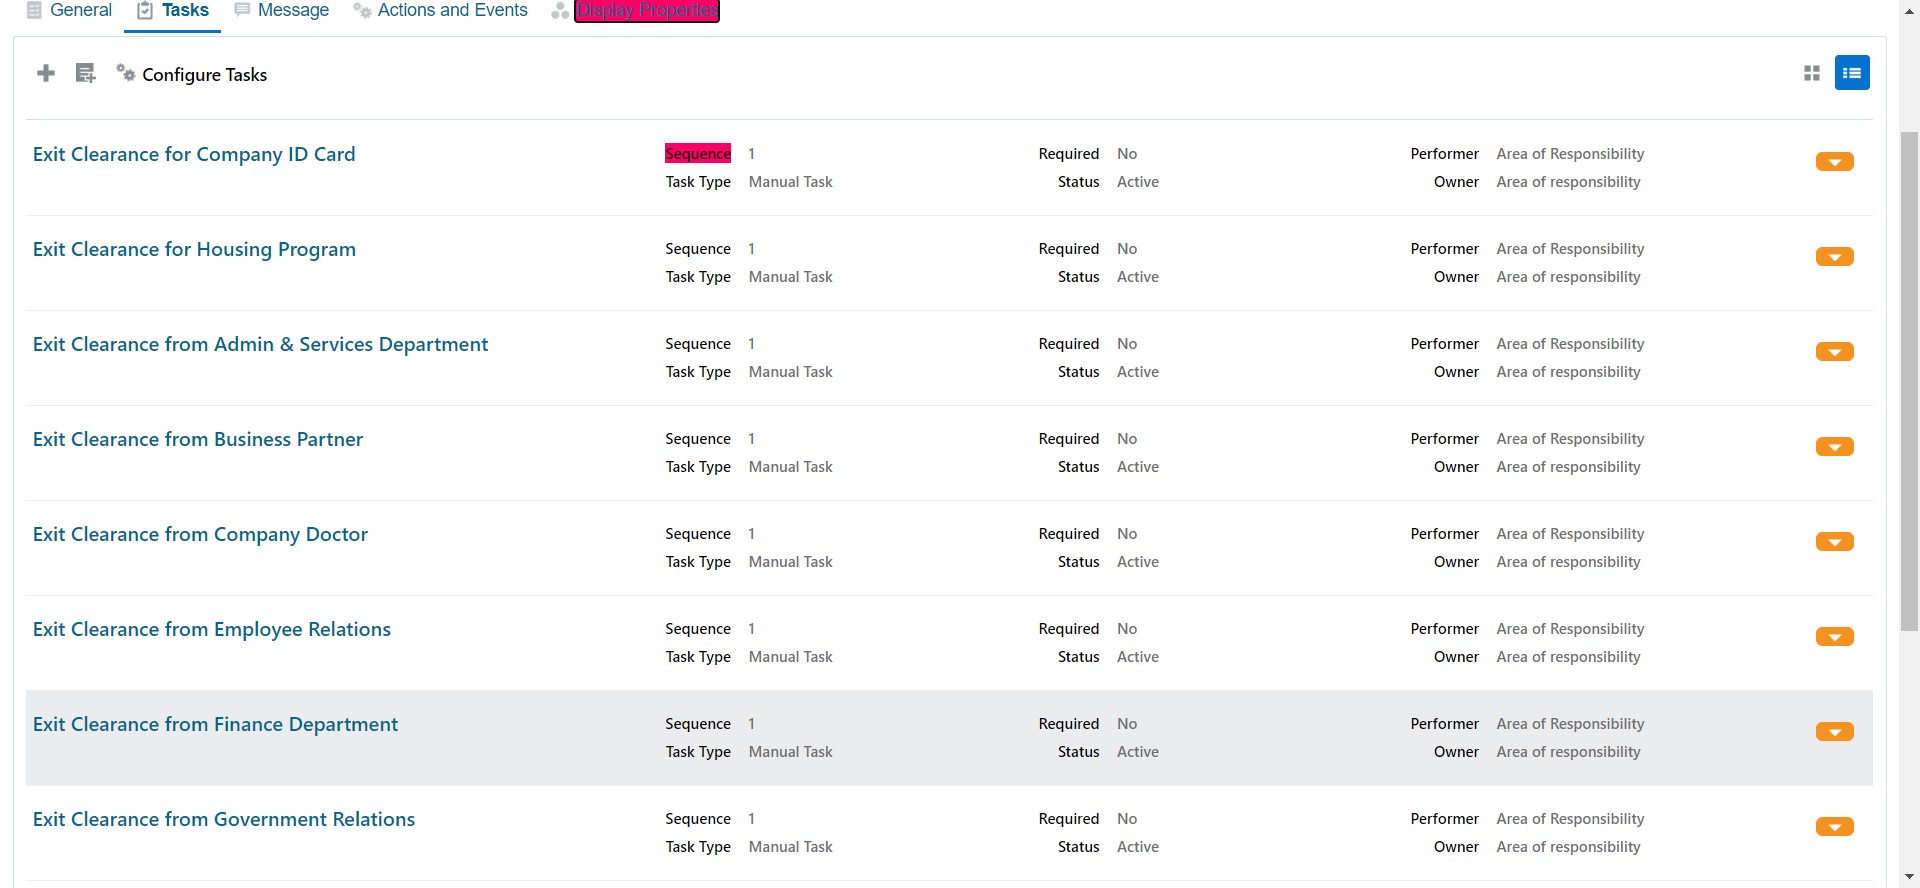 General Tasks Message Actions and Events Display Properties
Configure Tasks
Exit Clearance for Company ID Card Sequence 1 Required No Performer Area of Responsibility
Task Type Manual Task Status Active Owner Area of responsibility
Exit Clearance for Housing Program Sequence 1 Required No Performer Area of Responsibility
Task Type Manual Task Status Active Owner Area of responsibility
Exit Clearance from Admin & Services Department Sequence 1 Required No Performer Area of Responsibility
Task Type Manual Task Status Active Owner Area of responsibility
Exit Clearance from Business Partner Sequence 1 Required No Performer Area of Responsibility
Task Type Manual Task Status Active Owner Area of responsibility
Exit Clearance from Company Doctor Sequence 1 Required No Performer Area of Responsibility
Task Type Manual Task Status Active Owner Area of responsibility
Exit Clearance from Employee Relations Sequence 1 Required No Performer Area of Responsibility
Task Type Manual Task Status Active Owner Area of responsibility
Exit Clearance from Finance Department Sequence 1 Required No Performer Area of Responsibility
Task Type Manual Task Status Active Owner Area of responsibility
Exit Clearance from Government Relations Sequence 1 Required No Performer Area of Responsibility
Task Type Manual Task Status Active Owner Area of responsibility